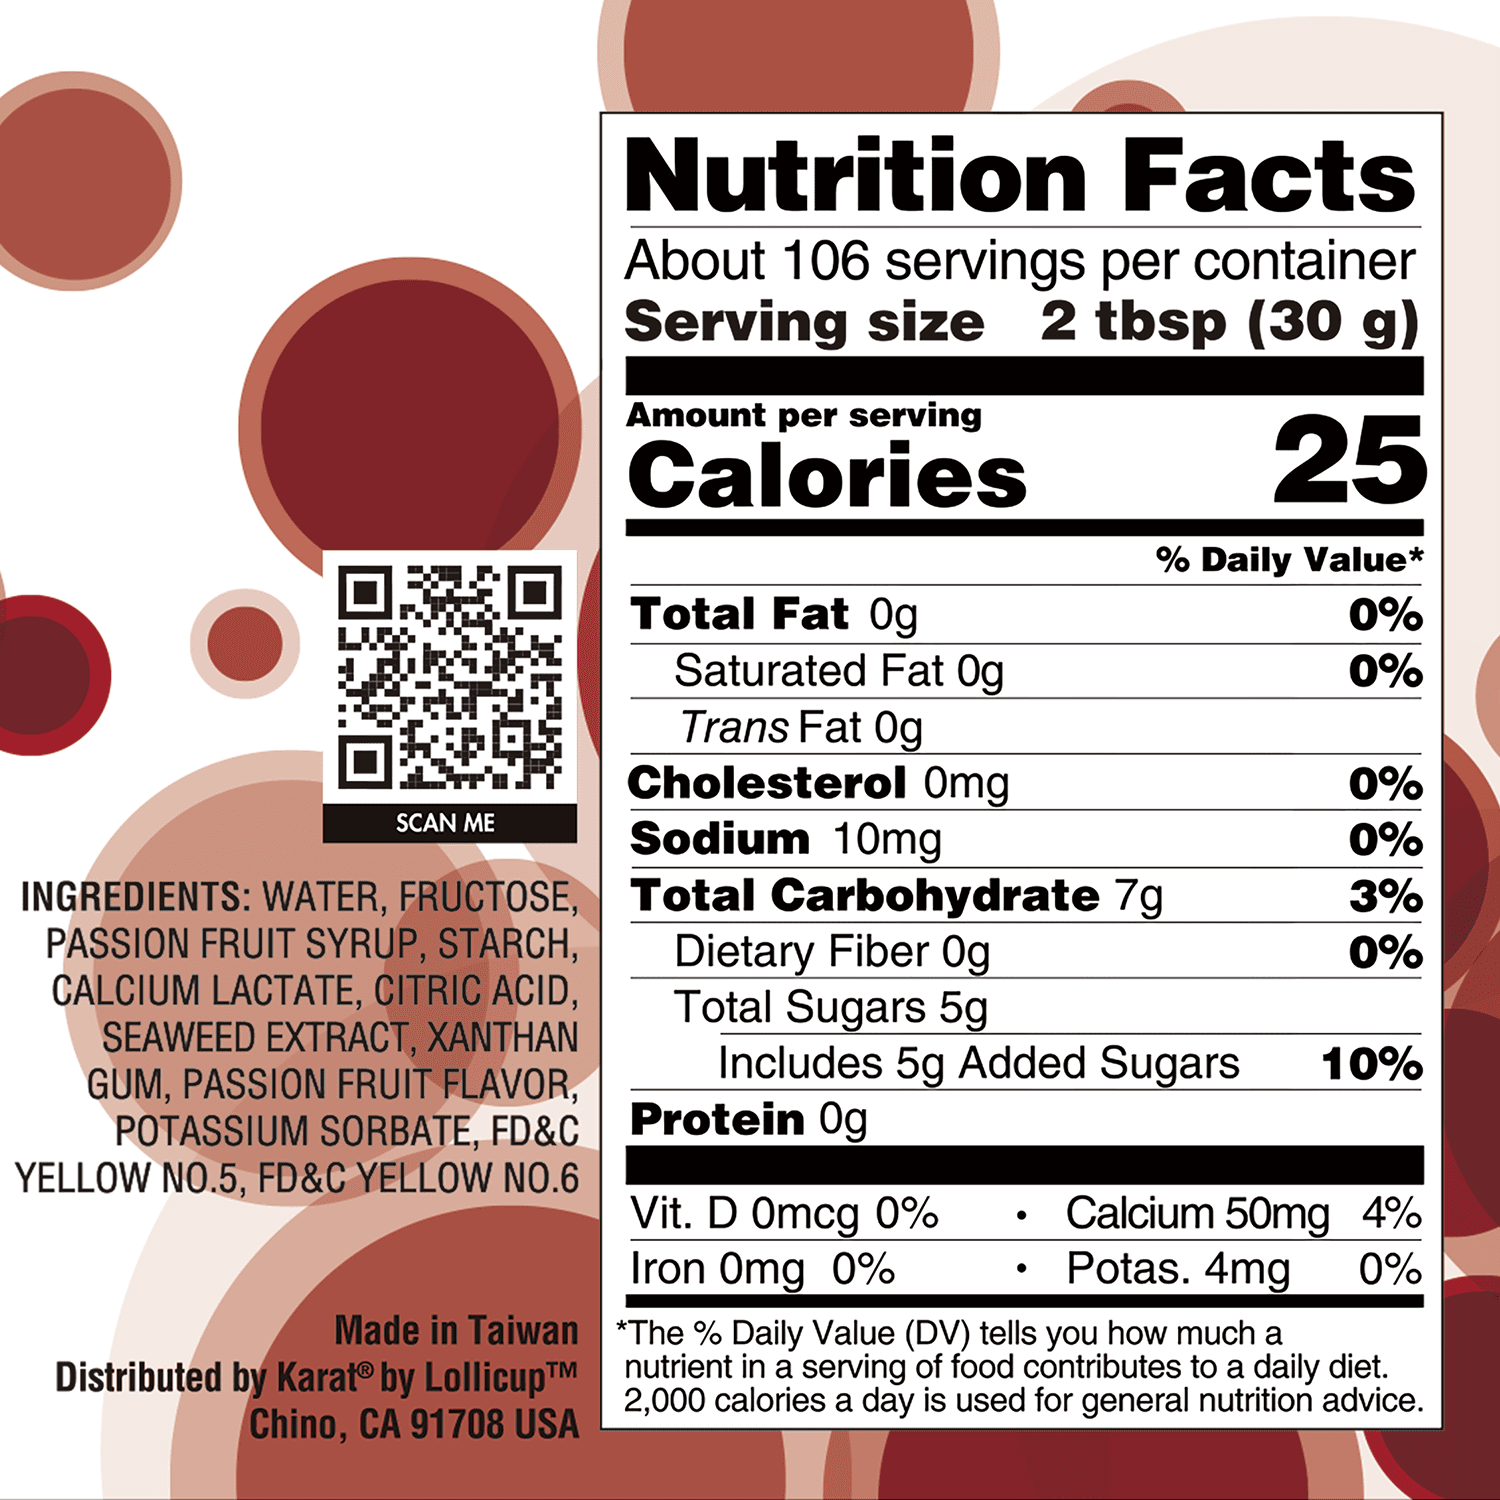 SCAN ME
INGREDIENTS: WATER, FRUCTOSE,
PASSION FRUIT SYRUP, STARCH,
CALCIUM LACTATE, CITRIC ACID,
SEAWEED EXTRACT, XANTHAN
GUM, PASSION FRUIT FLAVOR,
POTASSIUM SORBATE, FD&C
YELLOW NO.5, FD&C YELLOW NO.6
Made in Taiwan
Distributed by Karat® by Lollicup™
Chino, CA 91708 USA
Nutrition Facts
About 106 servings per container
Serving size 2 tbsp (30 g)
Amount per serving
Calories 25
% Daily Value*
Total Fat 0g 0%
Saturated Fat 0g 0%
Trans Fat 0g
Cholesterol 0mg 0%
Sodium 10mg 0%
Total Carbohydrate 7g 3%
Dietary Fiber 0g 0%
Total Sugars 5g
Includes 5g Added Sugars 10%
Protein 0g
Vit. D 0mcg 0% • Calcium 50mg 4%
Iron 0mg 0% • Potas. 4mg 0%
*The % Daily Value (DV) tells you how much a
nutrient in a serving of food contributes to a daily diet.
2,000 calories a day is used for general nutrition advice.